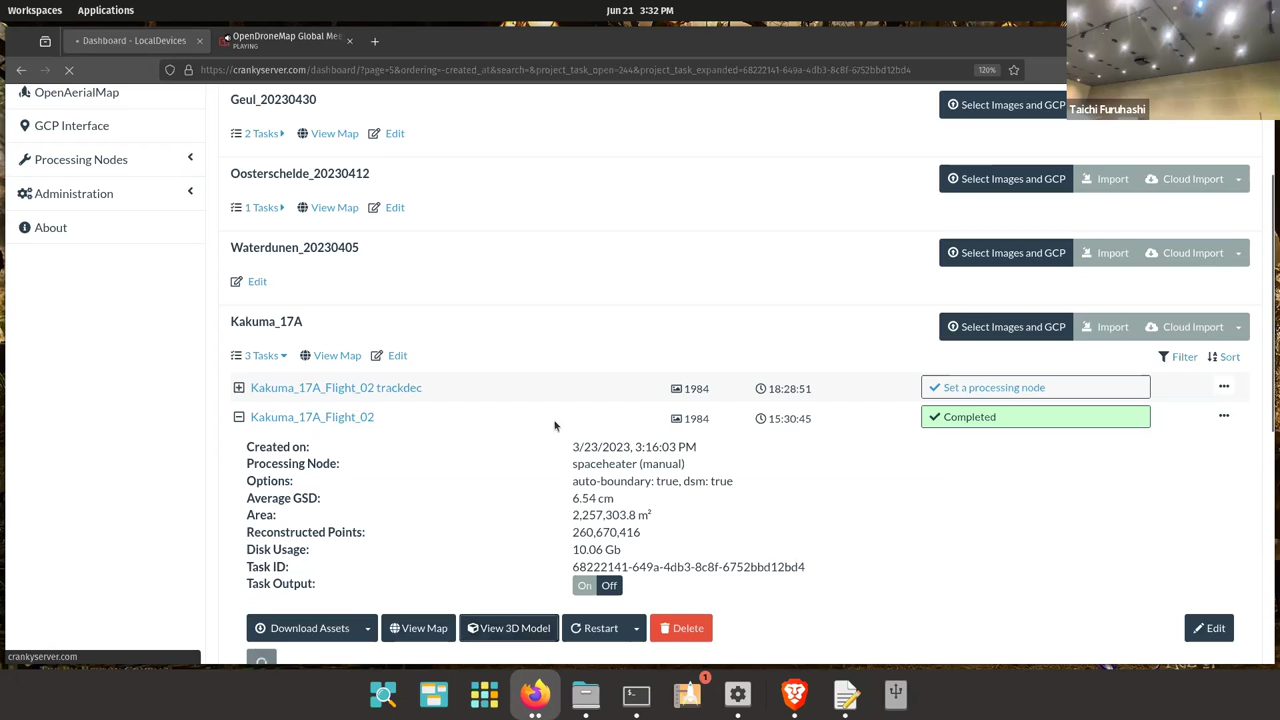 Workspaces Applications Jun 21 3:32 PM
Dashboard - LocalDevices × OpenDroneMap Global Mee × +
PLAYING
https://crankyserver.com/dashboard/?page=5&ordering=-created_at&search=&project_task_open=244&project_task_expanded=68222141-649a-4db3-8c8f-6752bbd12bd4 120%
Taichi Furuhashi
OpenAerialMap
GCP Interface
Processing Nodes
Administration
About
Geul_20230430 Select Images and GCP
2 Tasks View Map Edit
Oosterschelde_20230412 Select Images and GCP Import Cloud Import
1 Tasks View Map Edit
Waterdunen_20230405 Select Images and GCP Import Cloud Import
Edit
Kakuma_17A Select Images and GCP Import Cloud Import
3 Tasks View Map Edit Filter Sort
Kakuma_17A_Flight_02 trackdec 1984 18:28:51 Set a processing node
Kakuma_17A_Flight_02 1984 15:30:45 Completed
Created on: 3/23/2023, 3:16:03 PM
Processing Node: spaceheater (manual)
Options: auto-boundary: true, dsm: true
Average GSD: 6.54 cm
Area: 2,257,303.8 m²
Reconstructed Points: 260,670,416
Disk Usage: 10.06 Gb
Task ID: 68222141-649a-4db3-8c8f-6752bbd12bd4
Task Output: On Off
Download Assets View Map View 3D Model Restart Delete Edit
crankyserver.com
1